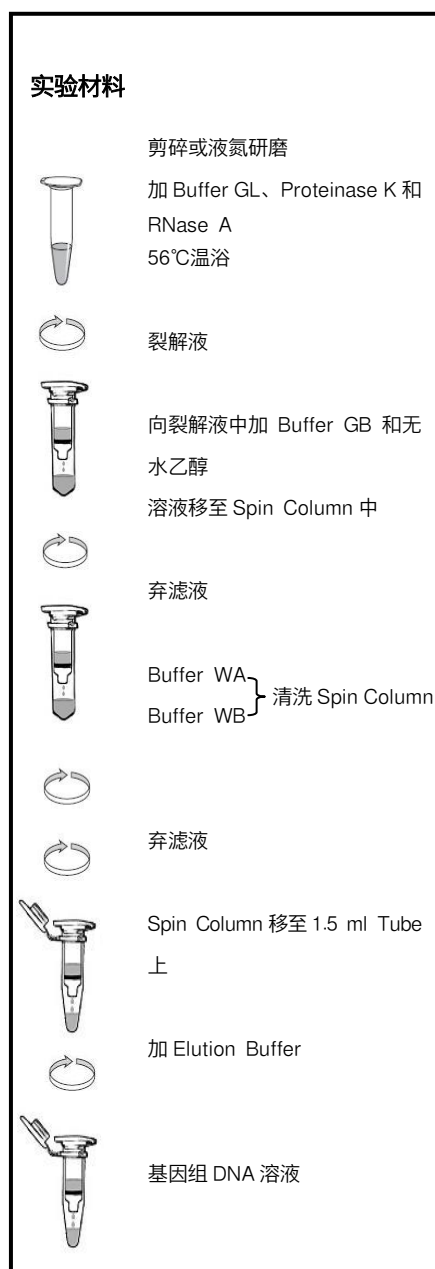 实验材料
剪碎或液氮研磨
加 Buffer GL、Proteinase K 和
RNase A
56℃温浴
裂解液
向裂解液中加 Buffer GB 和无
水乙醇
溶液移至 Spin Column 中
弃滤液
Buffer WA
清洗 Spin Column
Buffer WB
弃滤液
Spin Column 移至 1.5 ml Tube
上
加 Elution Buffer
基因组 DNA 溶液